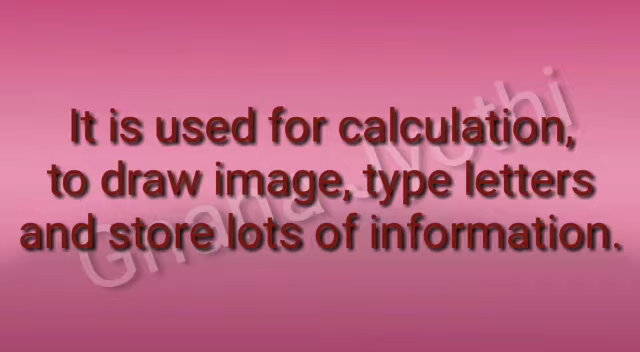 It is used for calculation,
to draw image, type letters
and store lots of information.